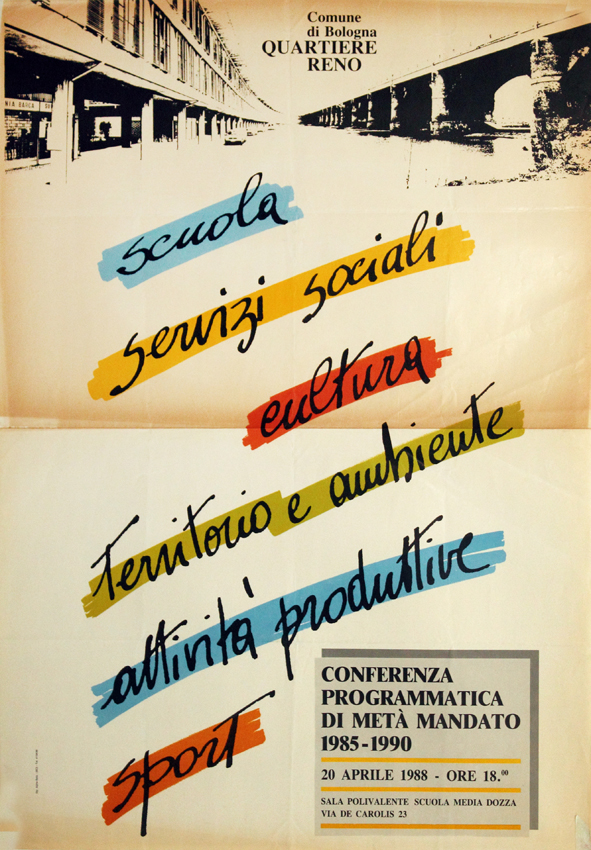 Comune
di Bologna
QUARTIERE
RENO
scuola
servizi sociali
cultura
territorio e ambiente
attività produttive
sport
CONFERENZA
PROGRAMMATICA
DI METÀ MANDATO
1985-1990
20 APRILE 1988 - ORE 18.00
SALA POLIVALENTE SCUOLA MEDIA DOZZA
VIA DE CAROLIS 23